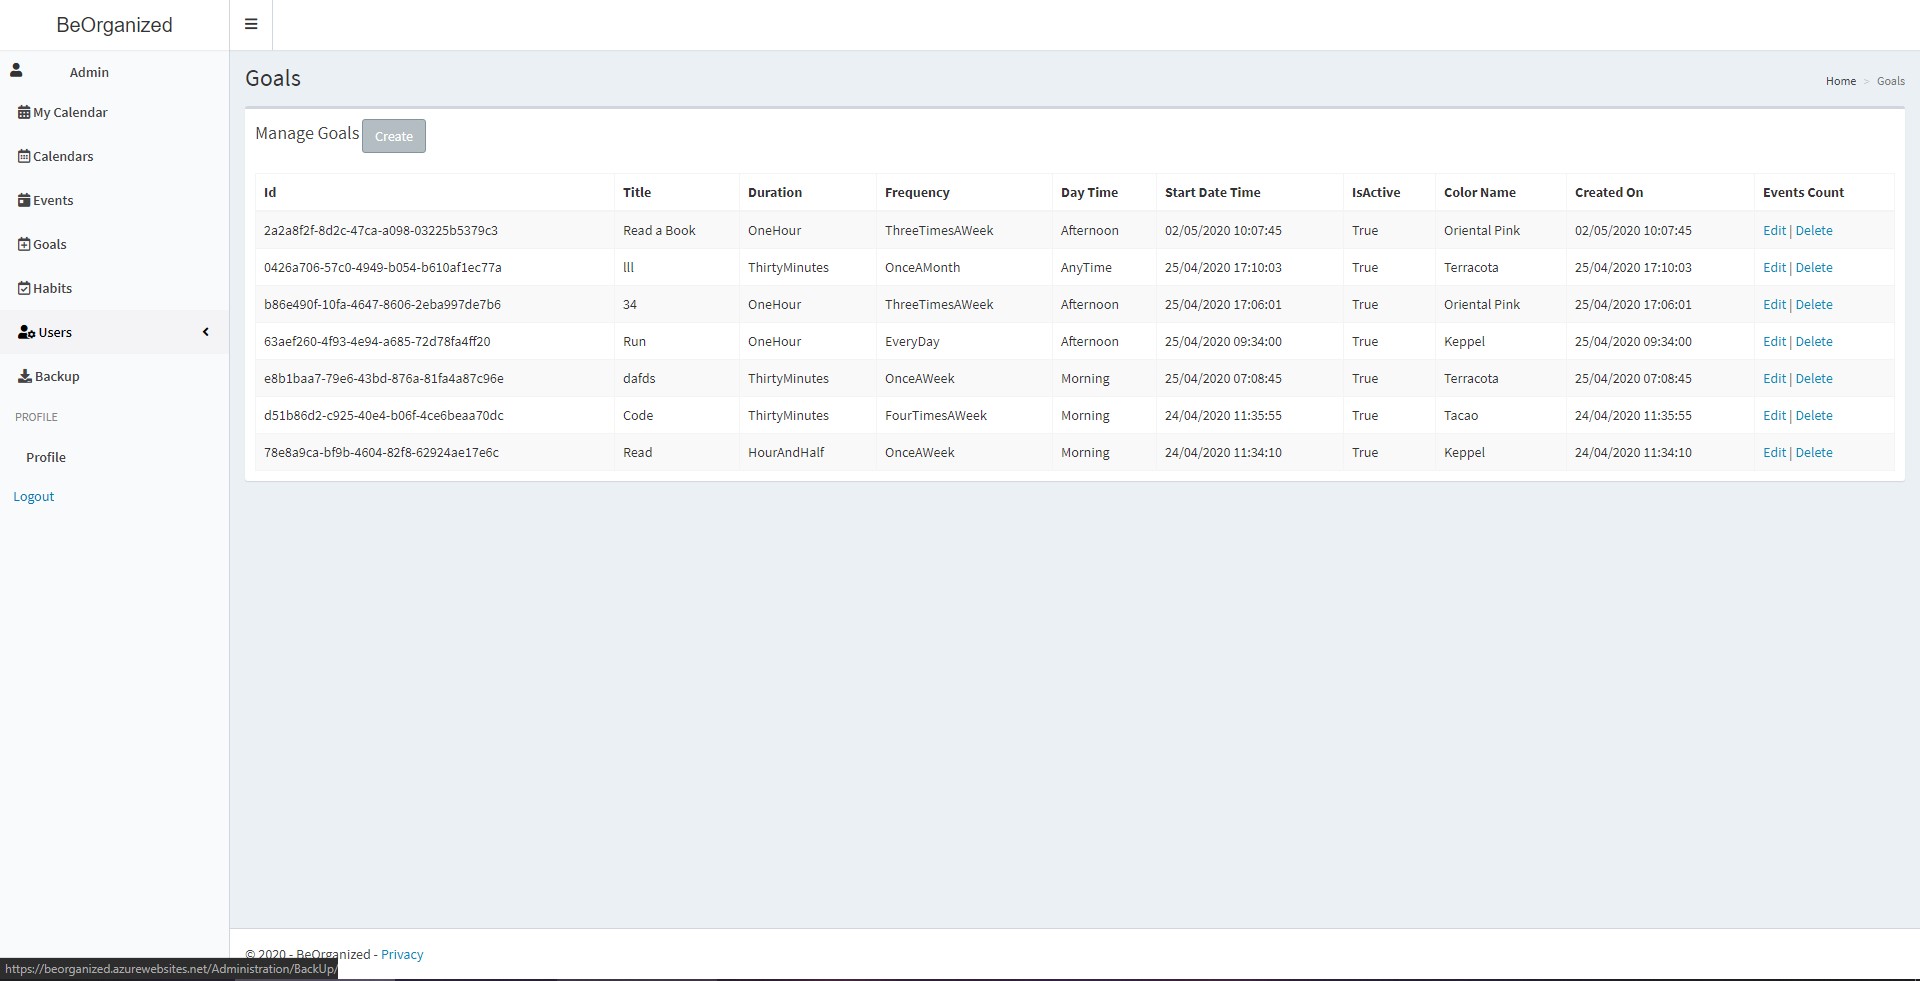 BeOrganized
Admin
My Calendar
Calendars
Events
Goals
Habits
Users
Backup
PROFILE
Profile
Logout
Goals
Home > Goals
Manage Goals Create
Id Title Duration Frequency Day Time Start Date Time IsActive Color Name Created On Events Count
2a2a8f2f-8d2c-47ca-a098-03225b5379c3 Read a Book OneHour ThreeTimesAWeek Afternoon 02/05/2020 10:07:45 True Oriental Pink 02/05/2020 10:07:45 Edit | Delete
0426a706-57c0-4949-b054-b610af1ec77a lll ThirtyMinutes OnceAMonth AnyTime 25/04/2020 17:10:03 True Terracota 25/04/2020 17:10:03 Edit | Delete
b86e490f-10fa-4647-8606-2eba997de7b6 34 OneHour ThreeTimesAWeek Afternoon 25/04/2020 17:06:01 True Oriental Pink 25/04/2020 17:06:01 Edit | Delete
63aef260-4f93-4e94-a685-72d78fa4ff20 Run OneHour EveryDay Afternoon 25/04/2020 09:34:00 True Keppel 25/04/2020 09:34:00 Edit | Delete
e8b1baa7-79e6-43bd-876a-81fa4a87c96e dafds ThirtyMinutes OnceAWeek Morning 25/04/2020 07:08:45 True Terracota 25/04/2020 07:08:45 Edit | Delete
d51b86d2-c925-40e4-b06f-4ce6beaa70dc Code ThirtyMinutes FourTimesAWeek Morning 24/04/2020 11:35:55 True Tacao 24/04/2020 11:35:55 Edit | Delete
78e8a9ca-bf9b-4604-82f8-62924ae17e6c Read HourAndHalf OnceAWeek Morning 24/04/2020 11:34:10 True Keppel 24/04/2020 11:34:10 Edit | Delete
© 2020 - BeOrganized - Privacy
https://beorganized.azurewebsites.net/Administration/BackUp/